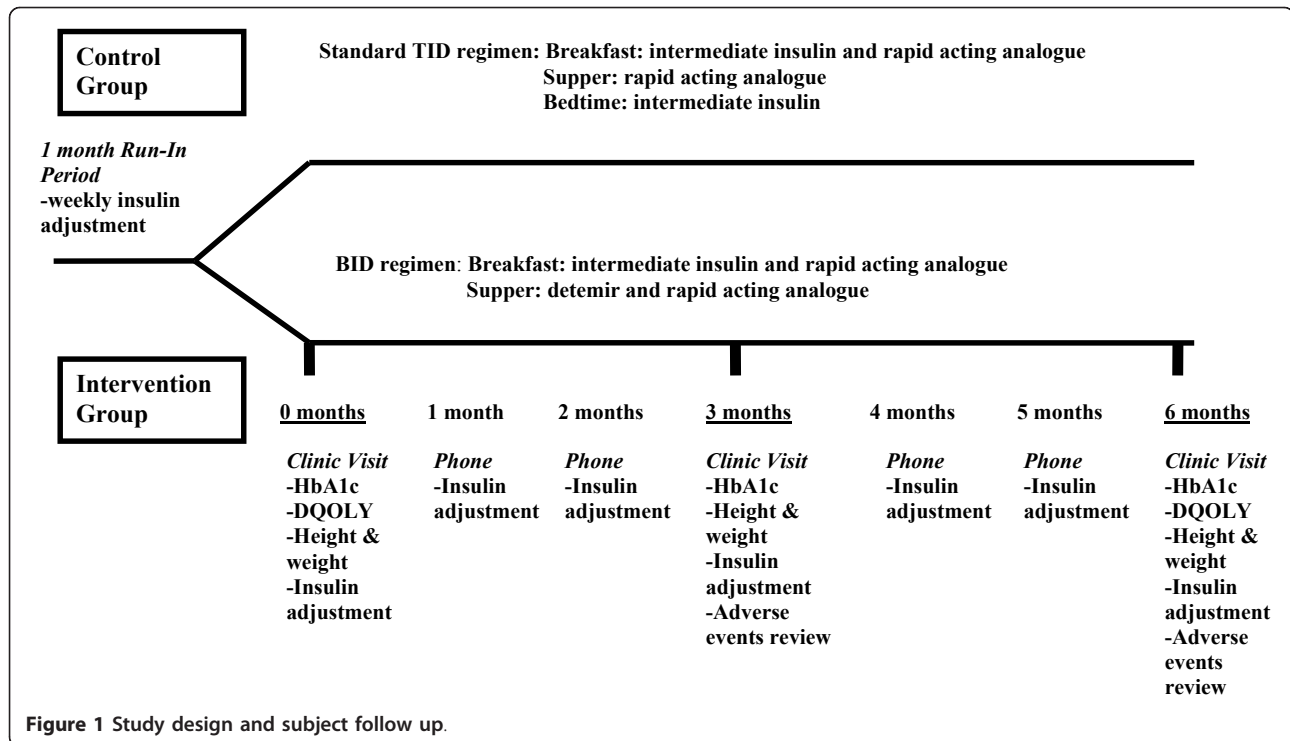 Control
Group
Standard TID regimen: Breakfast: intermediate insulin and rapid acting analogue
Supper: rapid acting analogue
Bedtime: intermediate insulin
1 month Run-In
Period
-weekly insulin
adjustment
BID regimen: Breakfast: intermediate insulin and rapid acting analogue
Supper: detemir and rapid acting analogue
Intervention
Group
0 months
Clinic Visit
-HbA1c
-DQOLY
-Height &
weight
-Insulin
adjustment
1 month
Phone
-Insulin
adjustment
2 months
Phone
-Insulin
adjustment
3 months
Clinic Visit
-HbA1c
-Height &
weight
-Insulin
adjustment
-Adverse
events review
4 months
Phone
-Insulin
adjustment
5 months
Phone
-Insulin
adjustment
6 months
Clinic Visit
-HbA1c
-DQOLY
-Height &
weight
-Insulin
adjustment
-Adverse
events
review
Figure 1 Study design and subject follow up.